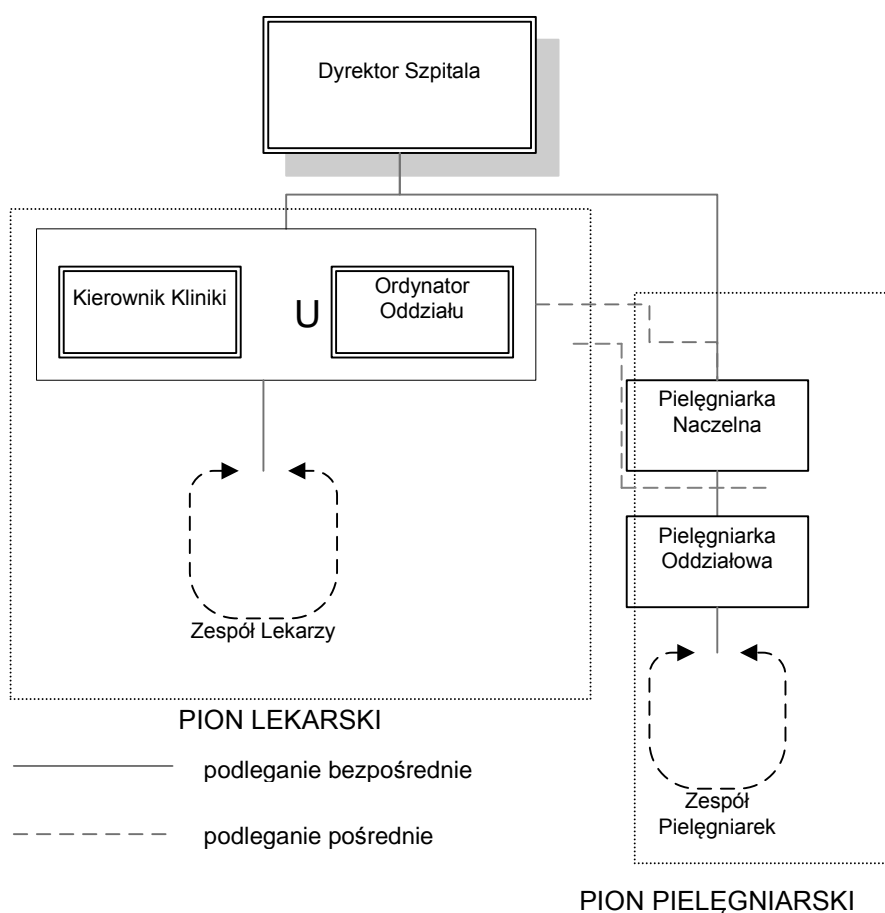 Dyrektor Szpitala
Kierownik Kliniki
U
Ordynator
Oddziału
Pielęgniarka
Naczelna
Pielęgniarka
Oddziałowa
Zespół Lekarzy
PION LEKARSKI
podleganie bezpośrednie
podleganie pośrednie
Zespół
Pielęgniarek
PION PIELĘGNIARSKI